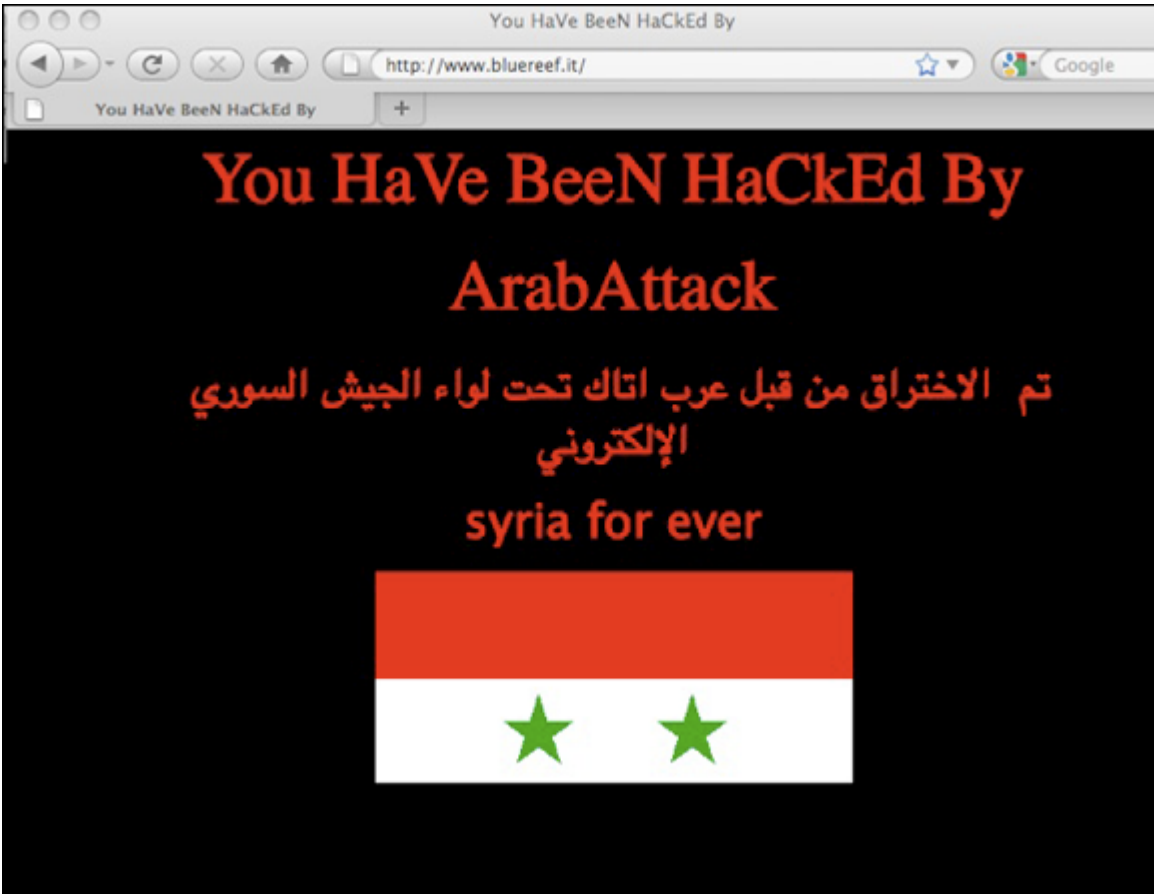 You HaVe BeeN HaCkEd By
http://www.bluereef.it/
Google
You HaVe BeeN HaCkEd By
You HaVe BeeN HaCkEd By
ArabAttack
تم الاختراق من قبل عرب اتاك تحت لواء الجيش السوري
الإلكتروني
syria for ever